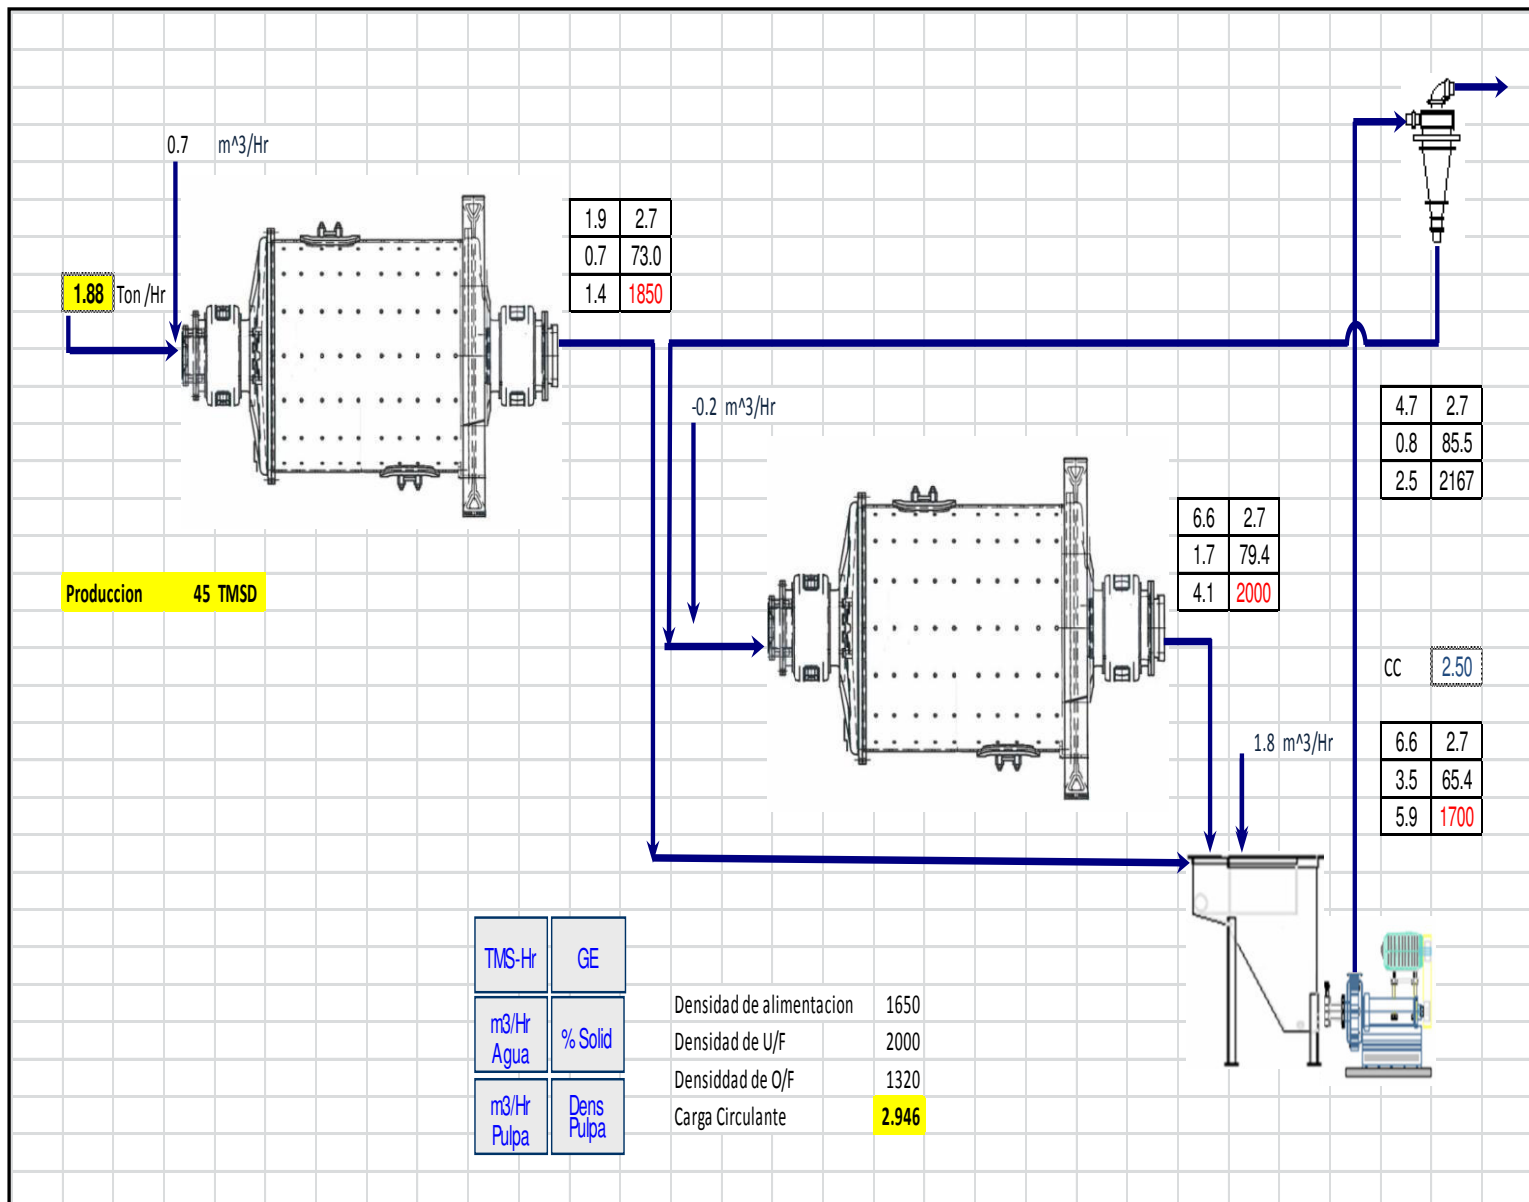 0.7 m^3/Hr
1.88 Ton /Hr
1.9 2.7
0.7 73.0
1.4 1850
-0.2 m^3/Hr
4.7 2.7
0.8 85.5
2.5 2167
6.6 2.7
1.7 79.4
4.1 2000
Produccion 45 TMSD
CC 2.50
1.8 m^3/Hr
6.6 2.7
3.5 65.4
5.9 1700
TMS-Hr GE
m3/Hr
Agua
% Solid
m3/Hr
Pulpa
Dens
Pulpa
Densidad de alimentacion 1650
Densidad de U/F 2000
Densiddad de O/F 1320
Carga Circulante 2.946